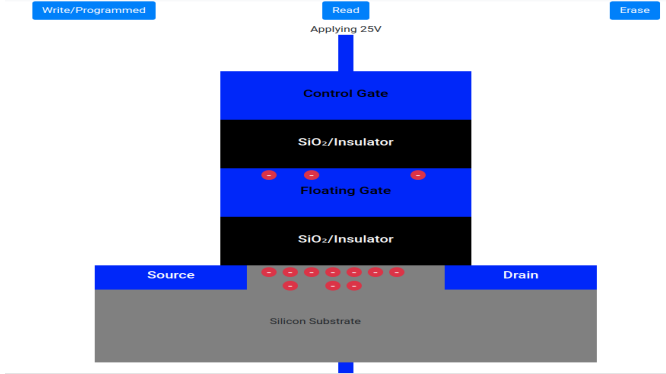 Write/Programmed
Read
Erase
Applying 25V
Control Gate
SiO₂/Insulator
Floating Gate
SiO₂/Insulator
Source
Drain
Silicon Substrate